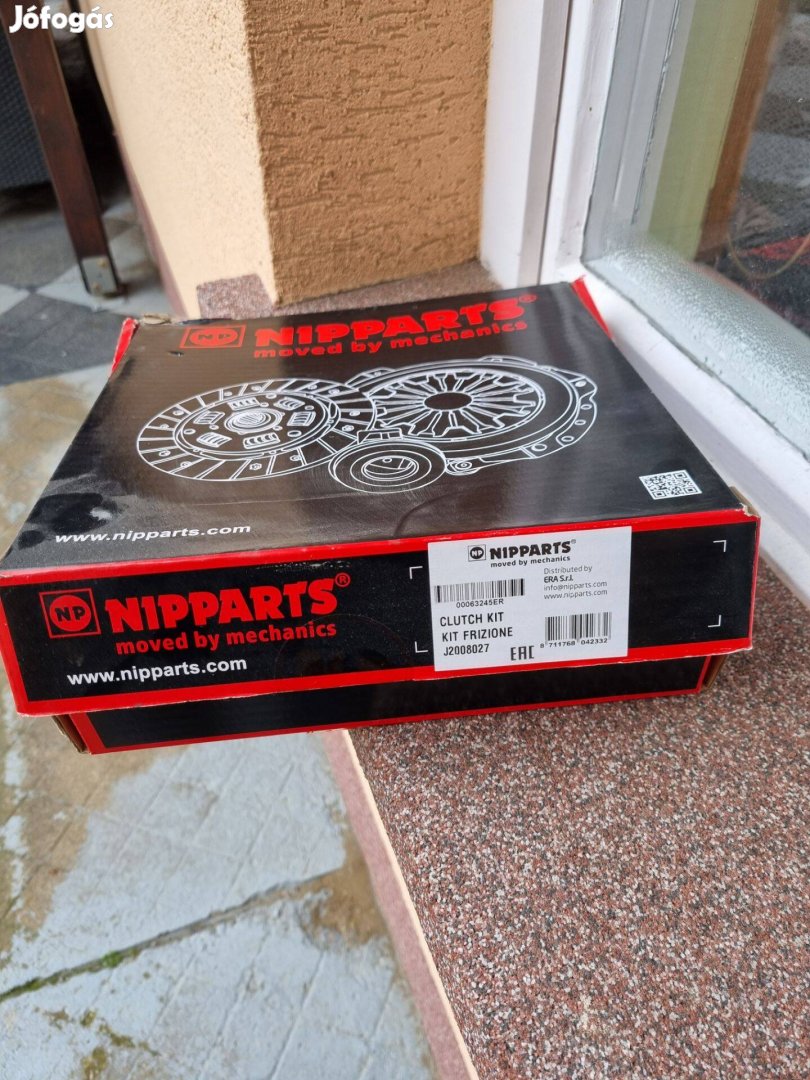 Jófogás
NP NIPPARTS®
moved by mechanics
www.nipparts.com
NP NIPPARTS®
moved by mechanics
www.nipparts.com
NP NIPPARTS®
moved by mechanics
00063245ER
Distributed by
ERA S.r.l.
info@nipparts.com
www.nipparts.com
CLUTCH KIT
KIT FRIZIONE
J2008027
EAC
8 711768 042332